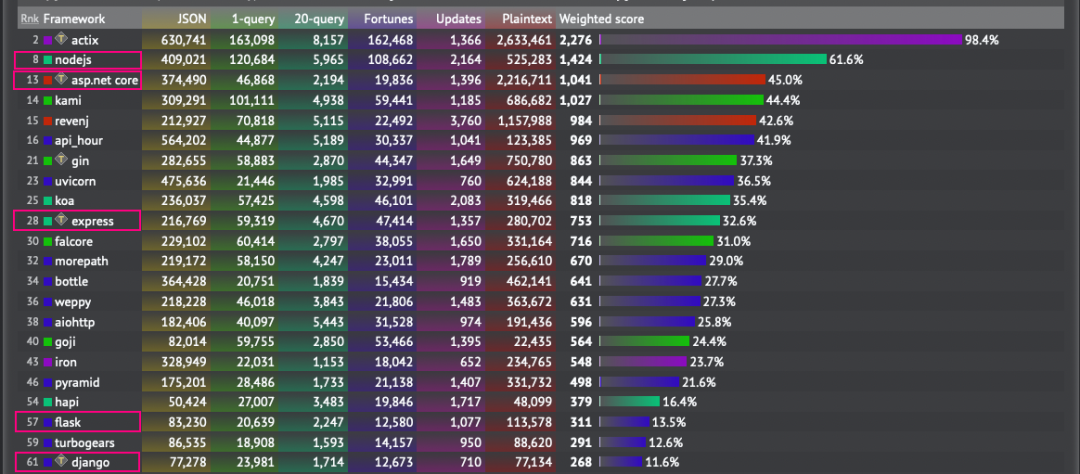 Rnk Framework JSON 1-query 20-query Fortunes Updates Plaintext Weighted score
2 T actix 630,741 163,098 8,157 162,468 1,366 2,633,461 2,276 98.4%
8 nodejs 409,021 120,684 5,965 108,662 2,164 525,283 1,424 61.6%
13 T asp.net core 374,490 46,868 2,194 19,836 1,396 2,216,711 1,041 45.0%
14 kami 309,291 101,111 4,938 59,441 1,185 686,682 1,027 44.4%
15 revenj 212,927 70,818 5,115 22,492 3,760 1,157,988 984 42.6%
16 api_hour 564,202 44,877 5,189 30,337 1,041 123,385 969 41.9%
21 T gin 282,655 58,883 2,870 44,347 1,649 750,780 863 37.3%
23 uvicorn 475,636 21,446 1,985 32,991 760 624,188 844 36.5%
25 koa 236,037 57,425 4,598 46,101 2,083 319,466 818 35.4%
28 T express 216,769 59,319 4,670 47,414 1,357 280,702 753 32.6%
30 falcore 229,102 60,414 2,797 38,055 1,650 331,164 716 31.0%
32 morepath 219,172 58,150 4,247 23,011 1,789 256,610 670 29.0%
34 bottle 364,428 20,751 1,839 15,434 919 462,141 641 27.7%
36 weppy 218,228 46,018 3,843 21,806 1,483 363,672 631 27.3%
38 aiohttp 182,406 40,097 5,443 31,528 974 191,436 596 25.8%
40 goji 82,014 59,755 2,850 53,466 1,395 22,435 564 24.4%
43 iron 328,949 22,031 1,153 18,042 652 234,765 548 23.7%
46 pyramid 175,201 28,486 1,733 21,138 1,407 331,732 498 21.6%
54 hapi 50,424 27,007 3,483 19,846 1,717 48,099 379 16.4%
57 flask 83,230 20,639 2,247 12,580 1,077 113,578 311 13.5%
59 turbogears 86,535 18,908 1,593 14,157 950 88,620 291 12.6%
61 T django 77,278 23,981 1,714 12,673 710 77,134 268 11.6%